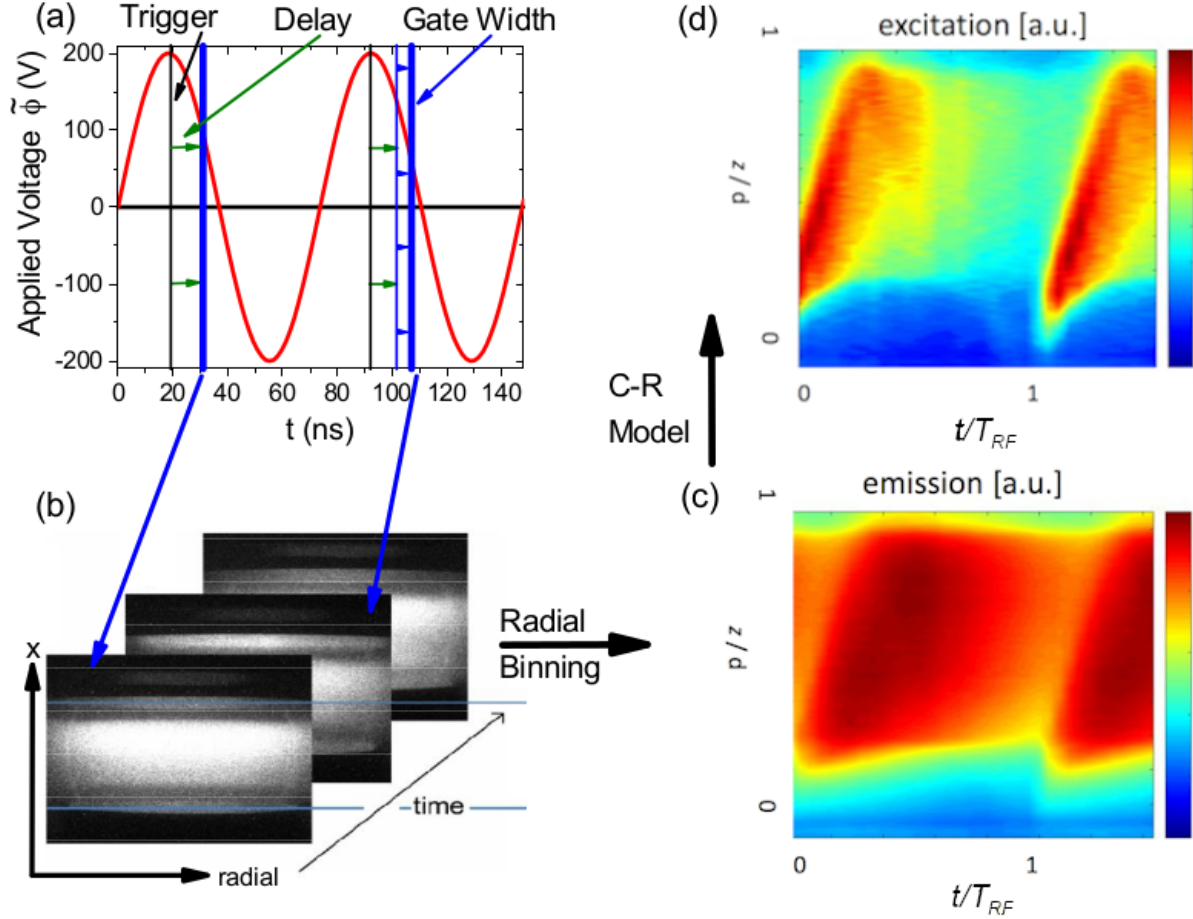 (a)
Trigger
Delay
Gate Width
Applied Voltage ϕ̃ (V)
200
100
0
-100
-200
0 20 40 60 80 100 120 140
t (ns)
(b)
x
radial
time
Radial
Binning
(d)
excitation [a.u.]
1
z / d
0
0 1
t/T_RF
C-R
Model
(c)
emission [a.u.]
1
z / d
0
0 1
t/T_RF